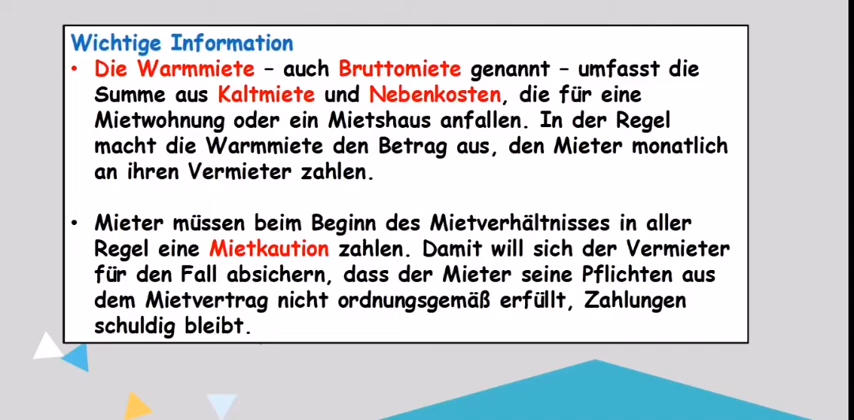 Wichtige Information
• Die Warmmiete – auch Bruttomiete genannt – umfasst die
Summe aus Kaltmiete und Nebenkosten, die für eine
Mietwohnung oder ein Mietshaus anfallen. In der Regel
macht die Warmmiete den Betrag aus, den Mieter monatlich
an ihren Vermieter zahlen.
• Mieter müssen beim Beginn des Mietverhältnisses in aller
Regel eine Mietkaution zahlen. Damit will sich der Vermieter
für den Fall absichern, dass der Mieter seine Pflichten aus
dem Mietvertrag nicht ordnungsgemäß erfüllt, Zahlungen
schuldig bleibt.